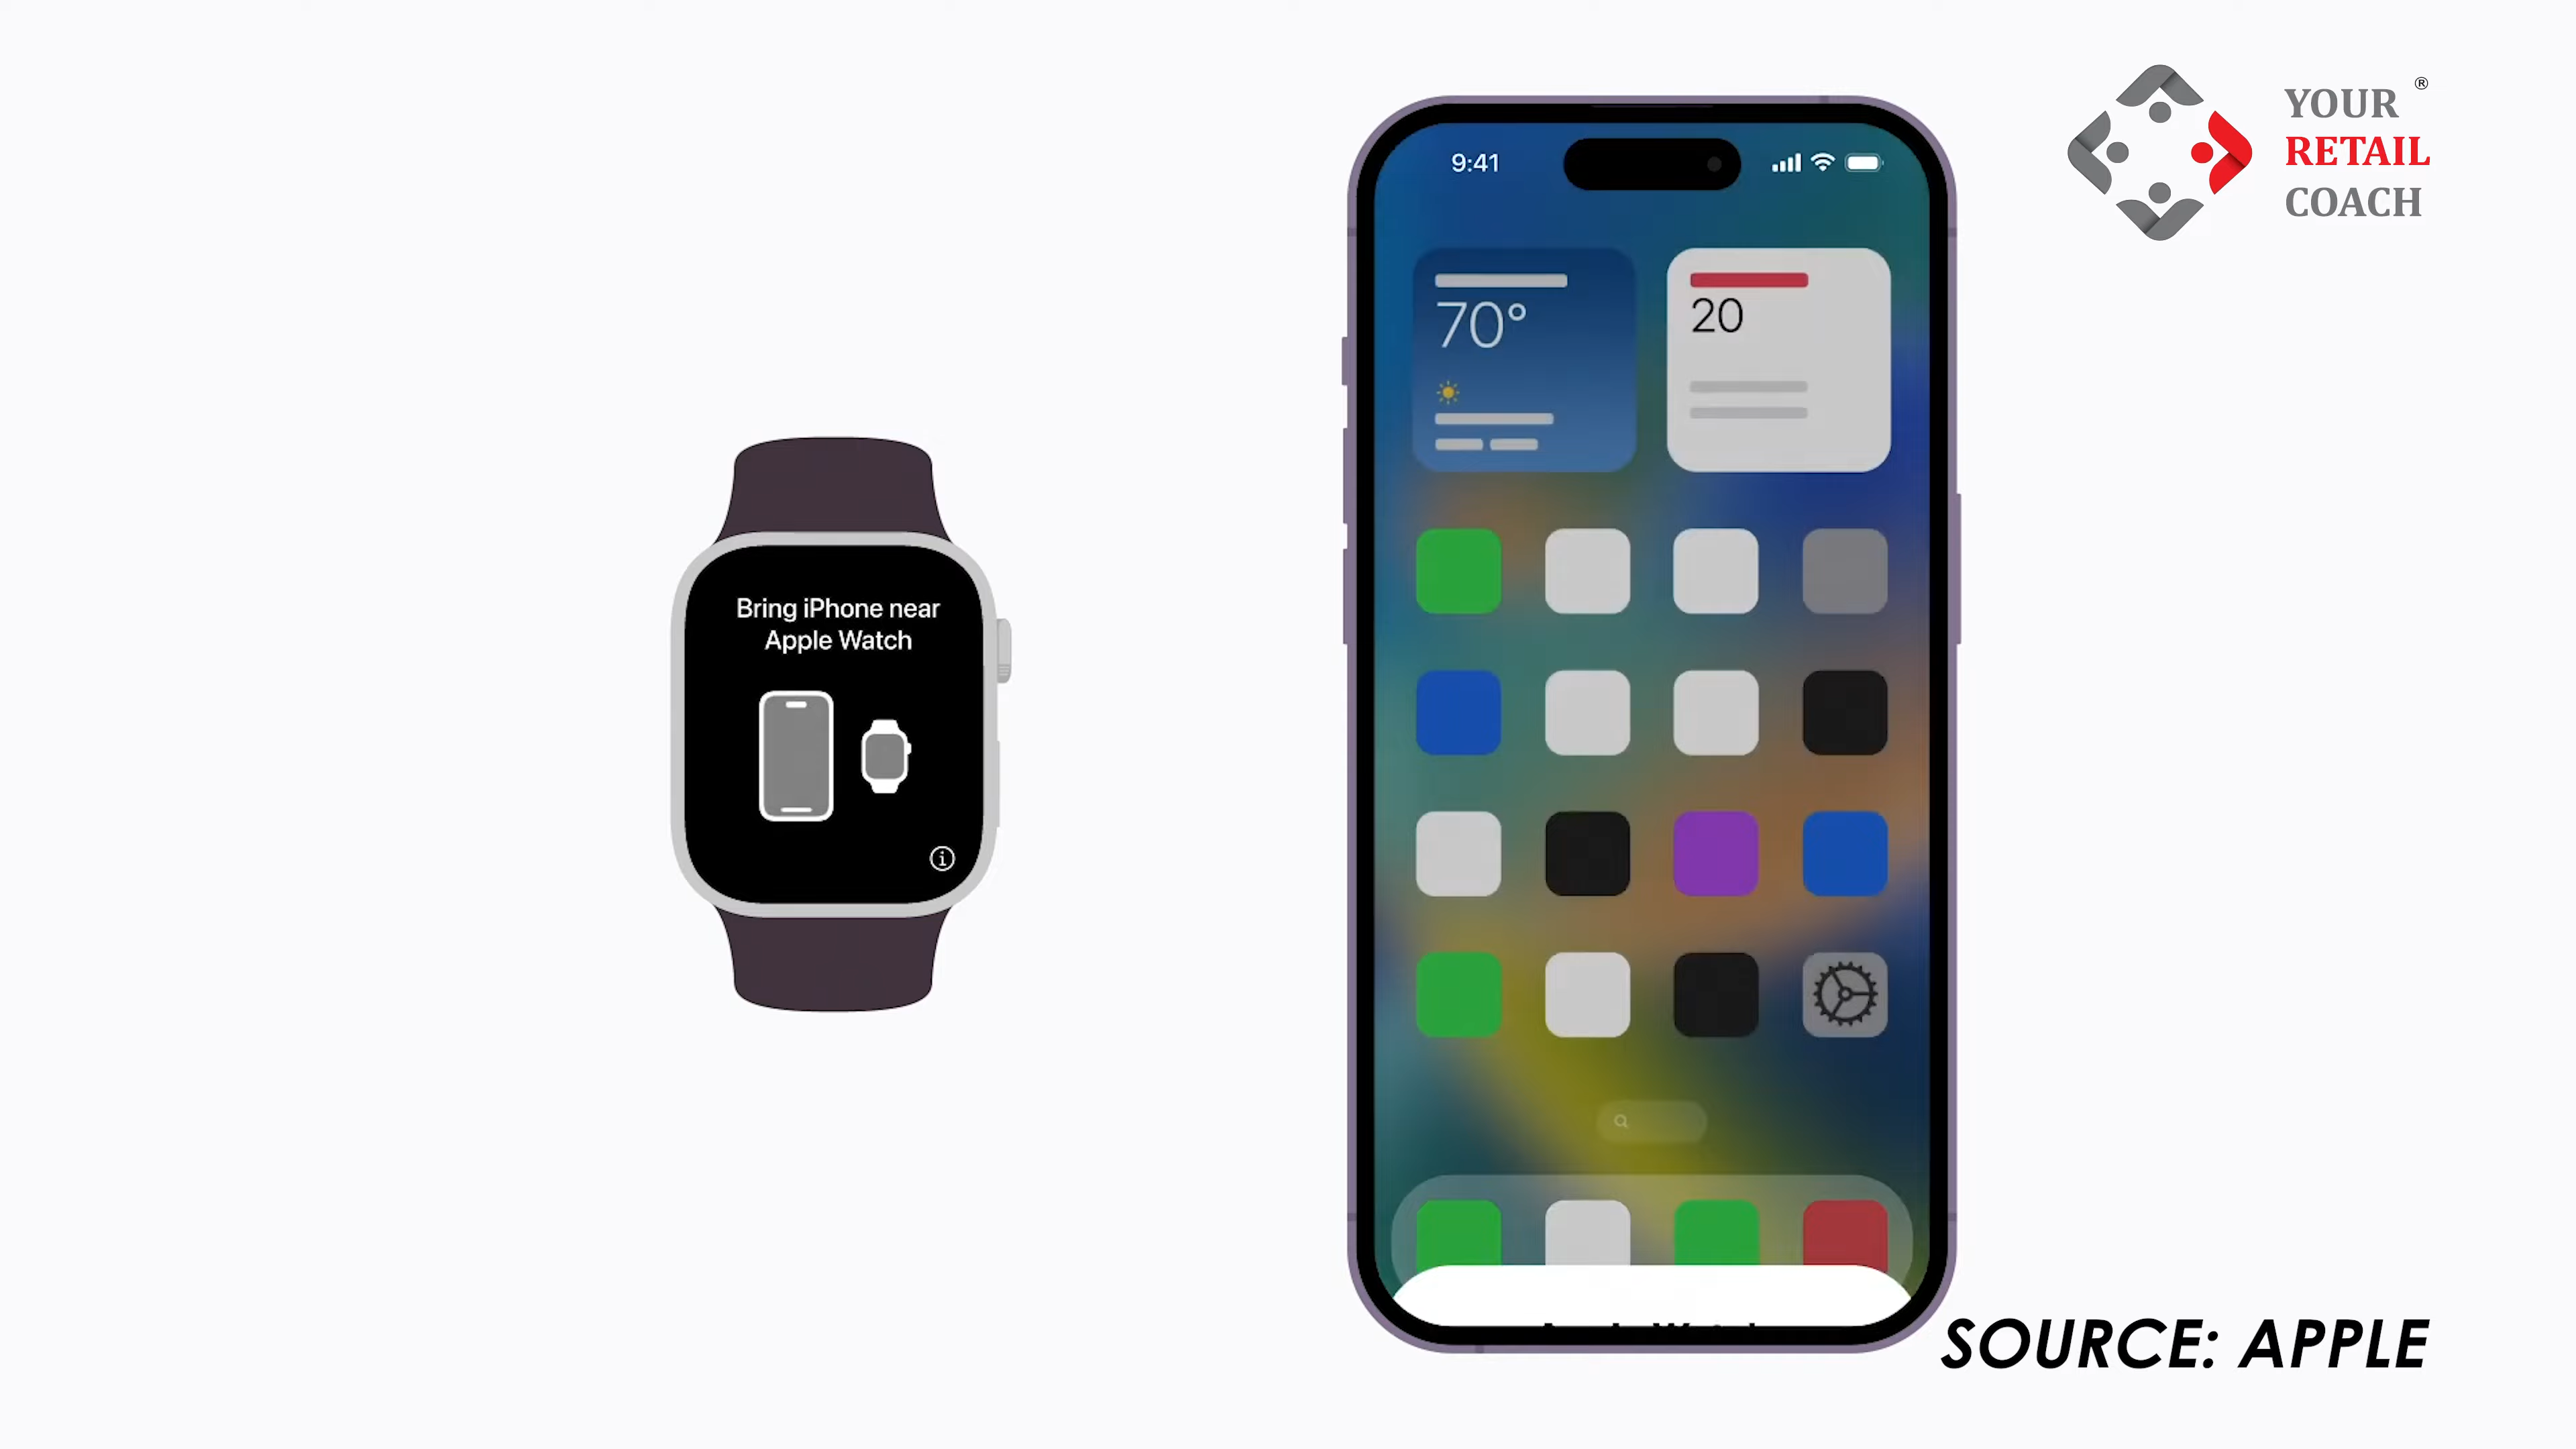 Bring iPhone near
Apple Watch
9:41
70°
20
YOUR ®
RETAIL
COACH
SOURCE: APPLE